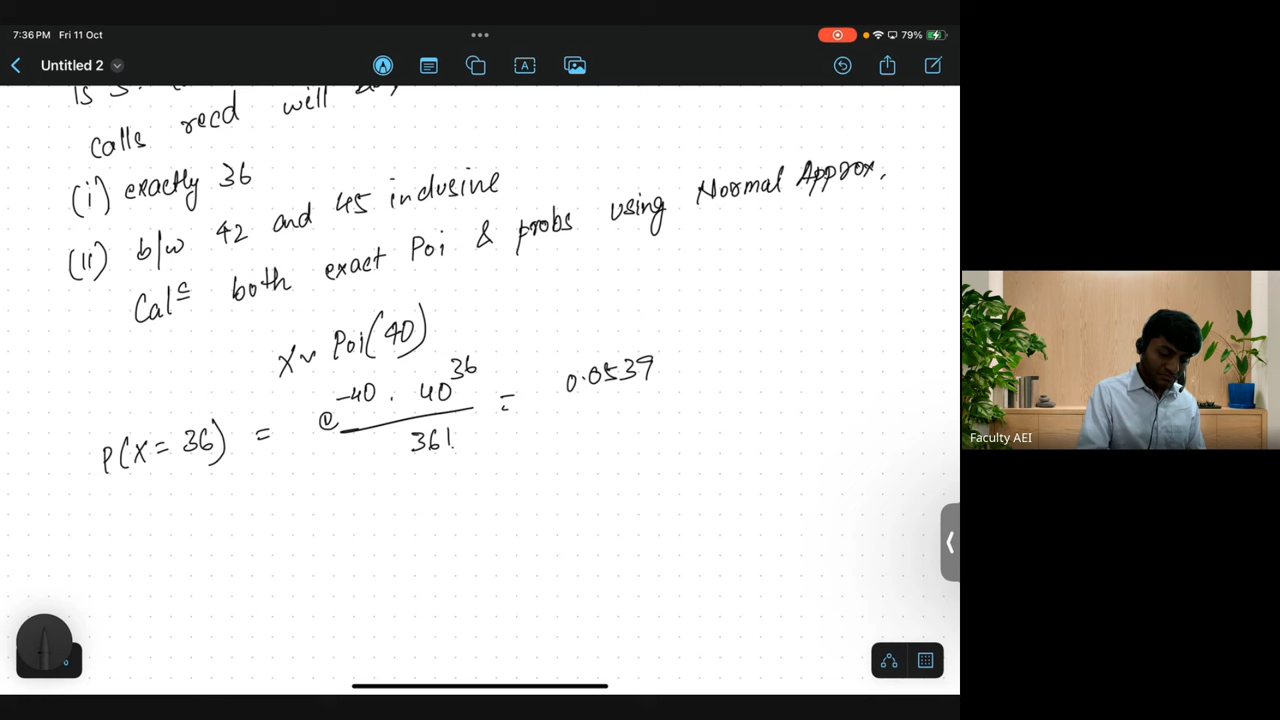 7:36 PM Fri 11 Oct
79%
Untitled 2
is
calls recd will
(i) exactly 36
(ii) b/w 42 and 45 inclusive
Calc both exact Poi & probs using Normal Approx.
X ~ Poi(40)
P(X = 36) = e^-40 . 40^36 / 36! = 0.0539
Faculty AEI